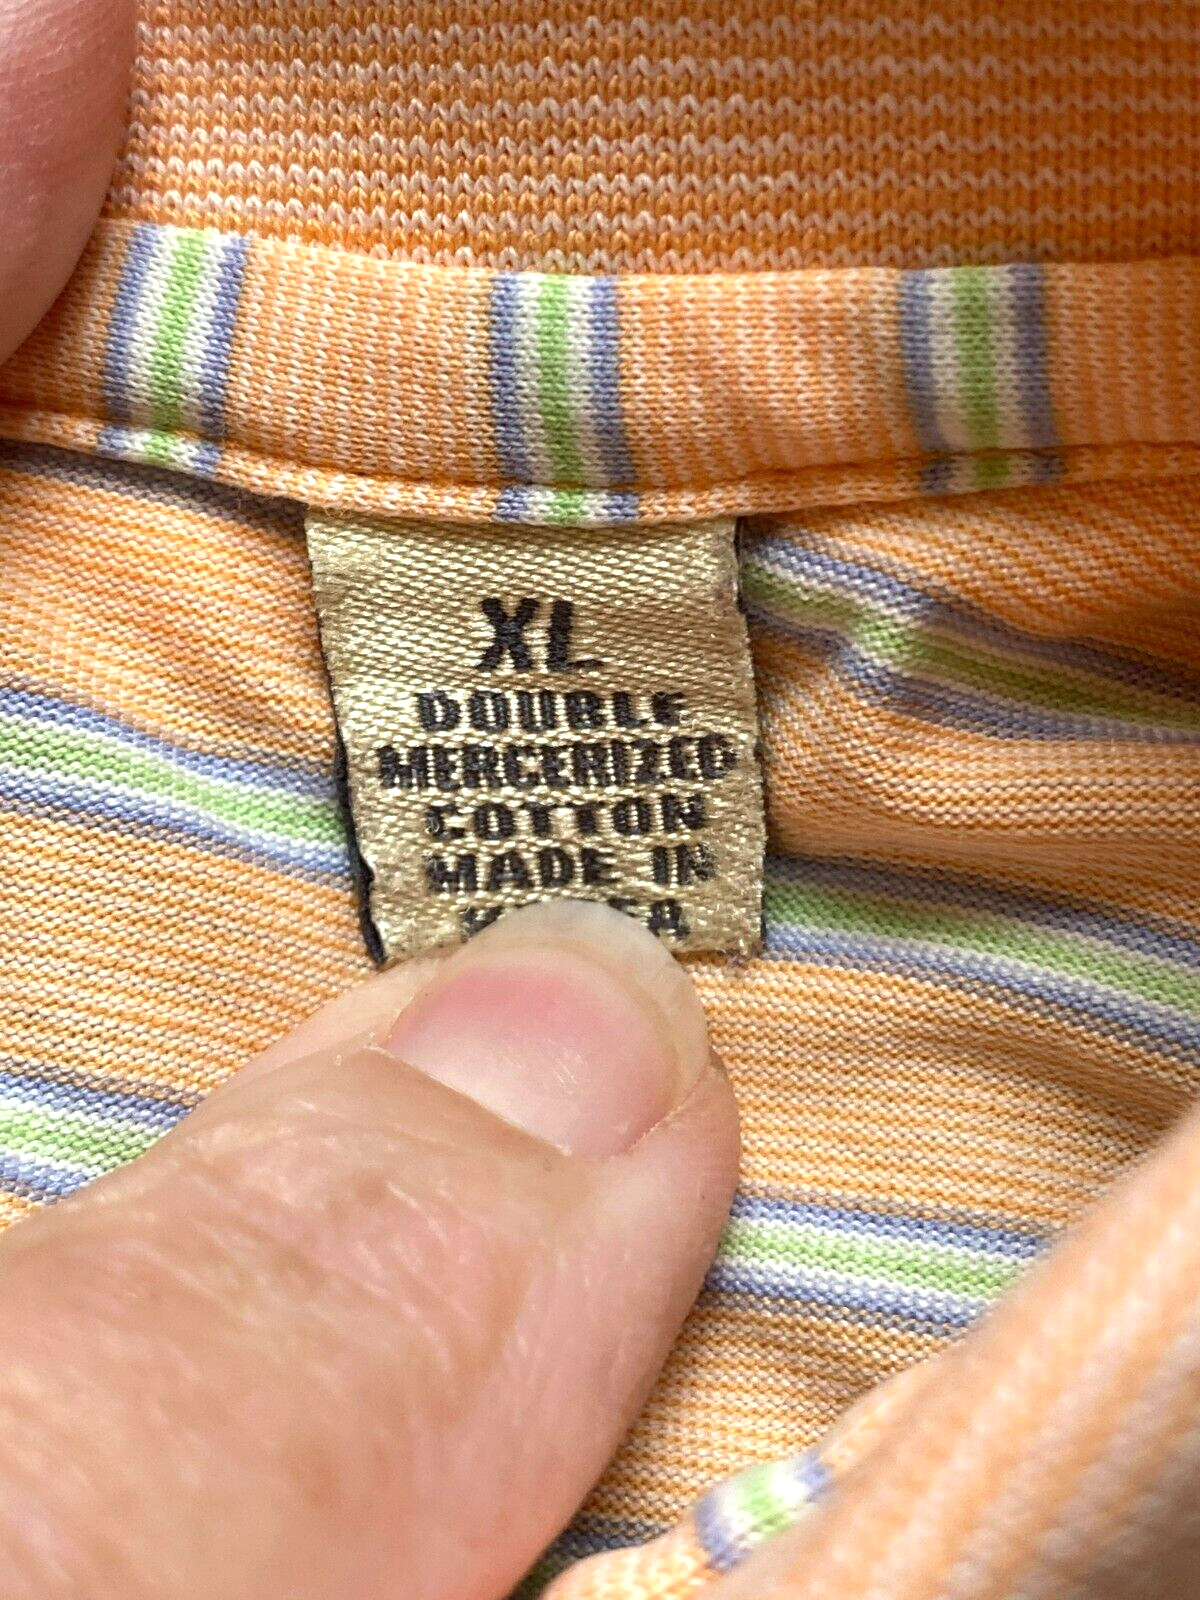 XL
DOUBLE
MERCERIZED
COTTON
MADE IN